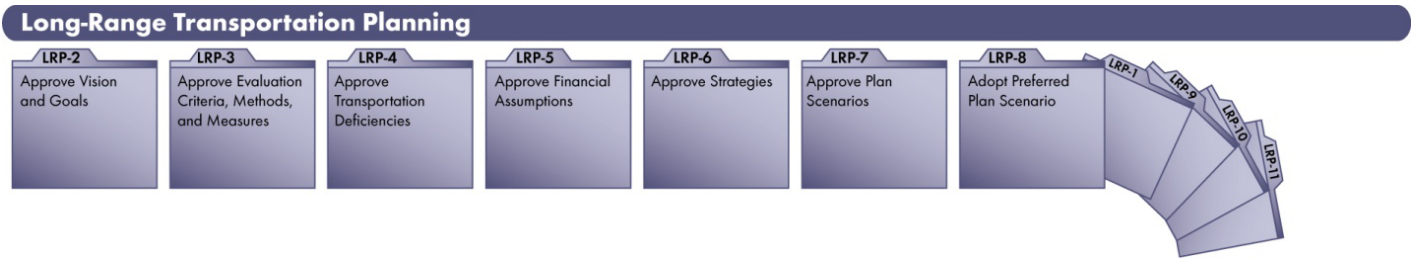 Long-Range Transportation Planning
LRP-2
Approve Vision
and Goals
LRP-3
Approve Evaluation
Criteria, Methods,
and Measures
LRP-4
Approve
Transportation
Deficiencies
LRP-5
Approve Financial
Assumptions
LRP-6
Approve Strategies
LRP-7
Approve Plan
Scenarios
LRP-8
Adopt Preferred
Plan Scenario
LRP-1
LRP-9
LRP-10
LRP-11